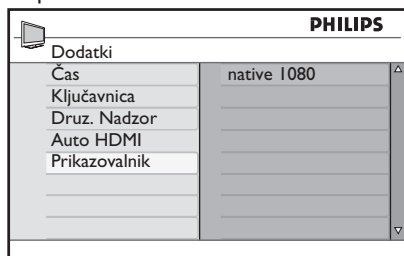 PHILIPS
Dodatki
Čas
native 1080
Ključavnica
Druz. Nadzor
Auto HDMI
Prikazovalnik